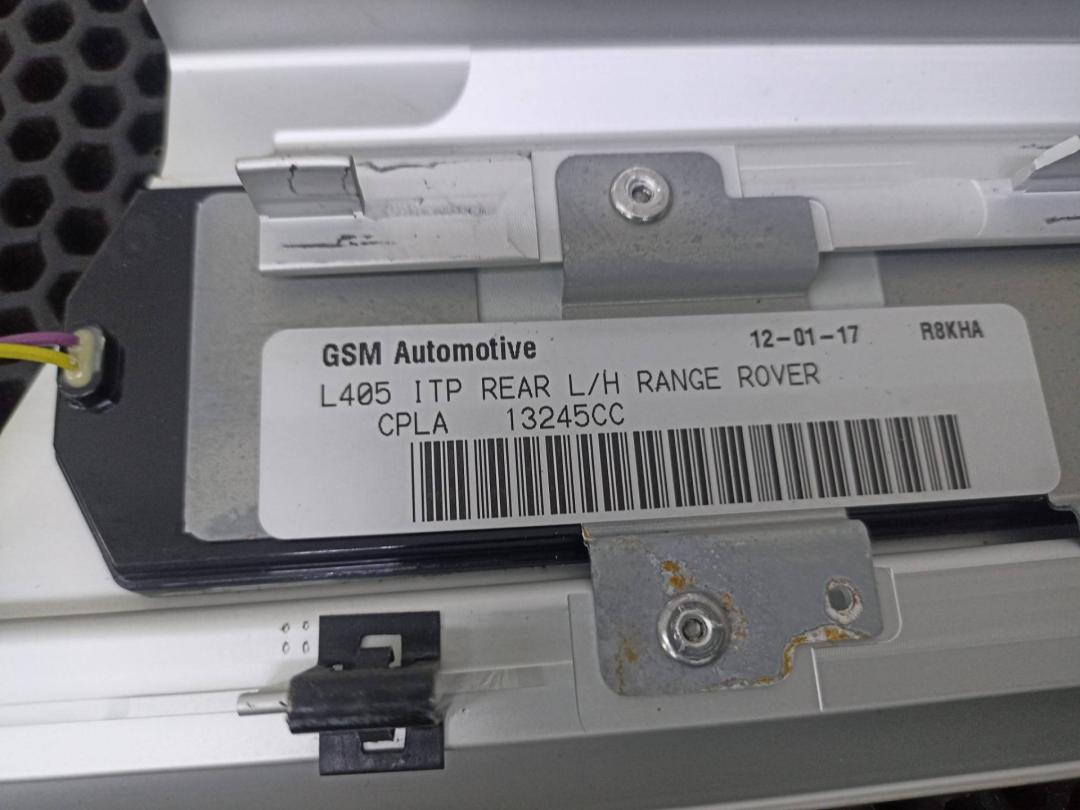 GSM Automotive 12-01-17 R8KHA
L405 ITP REAR L/H RANGE ROVER
CPLA 13245CC